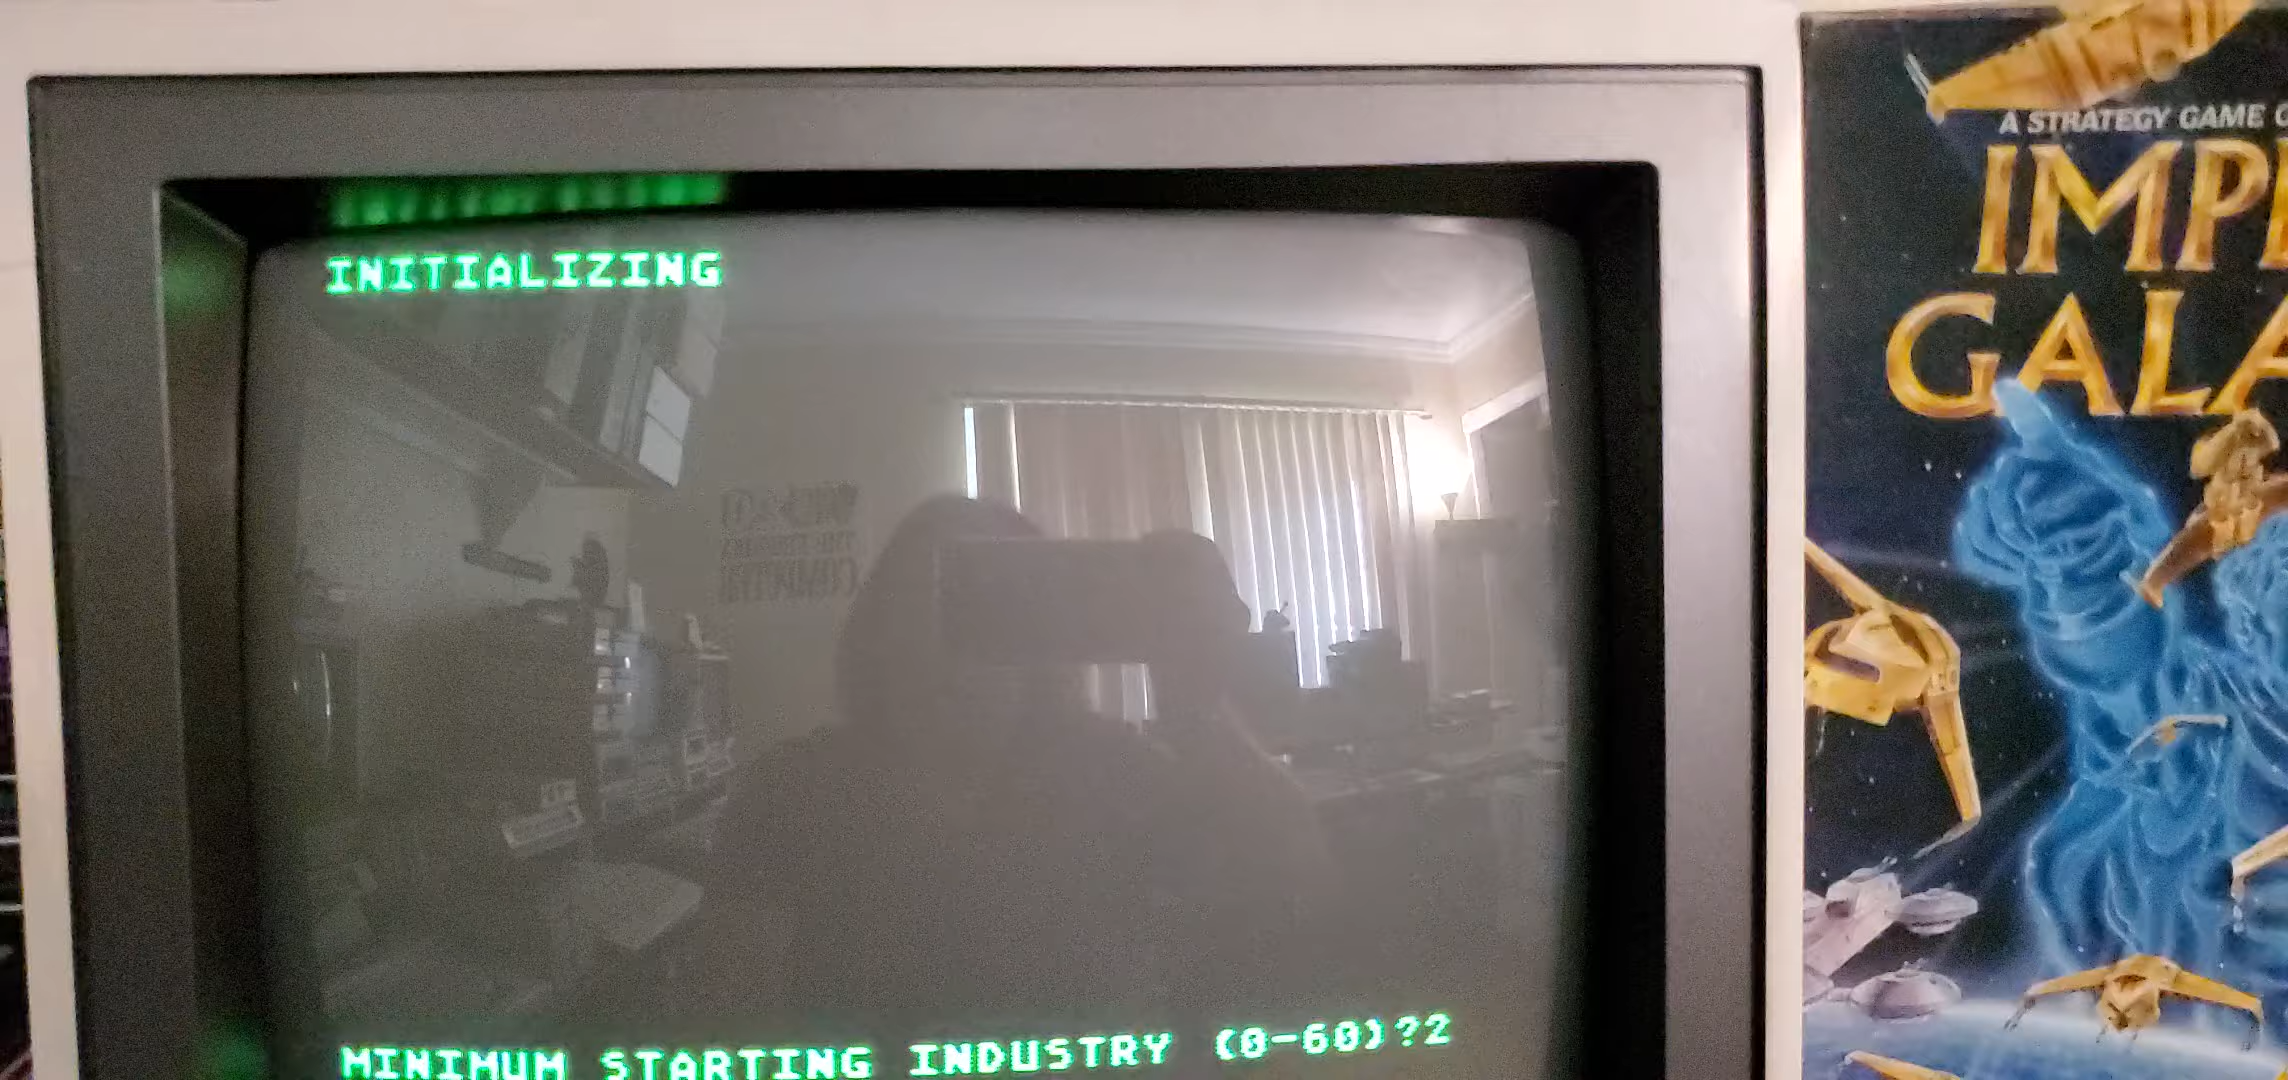 INITIALIZING
MINIMUM STARTING INDUSTRY (0-60)?2
A STRATEGY GAME
IMP
GALA